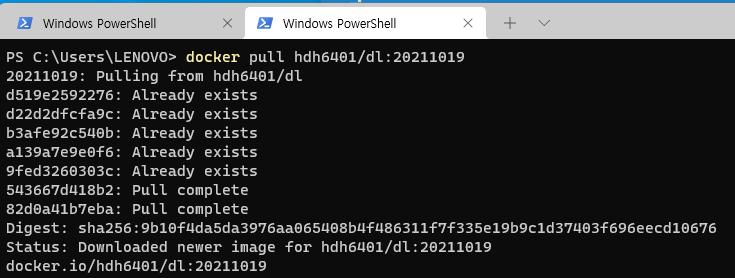 Windows PowerShell
Windows PowerShell
PS C:\Users\LENOVO> docker pull hdh6401/dl:20211019
20211019: Pulling from hdh6401/dl
d519e2592276: Already exists
d22d2dfcfa9c: Already exists
b3afe92c540b: Already exists
a139a7e9e0f6: Already exists
9fed3260303c: Already exists
543667d418b2: Pull complete
82d0a41b7eba: Pull complete
Digest: sha256:9b10f4da5da3976aa065408b4f486311f7f335e19b9c1d37403f696eecd10676
Status: Downloaded newer image for hdh6401/dl:20211019
docker.io/hdh6401/dl:20211019